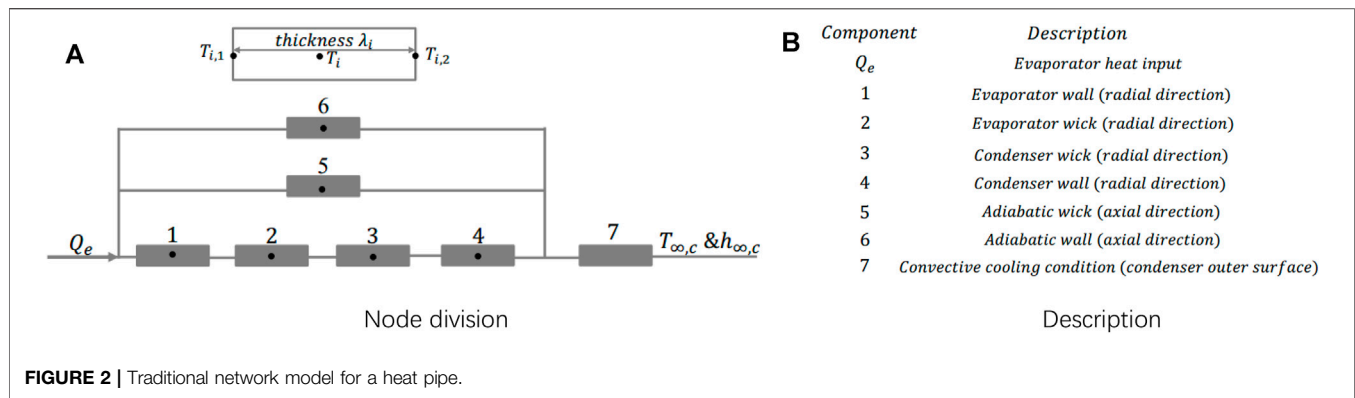 A
thickness λᵢ
Tᵢ,₁ Tᵢ Tᵢ,₂
6
5
1 2 3 4 7
Qₑ T∞,c &h∞,c
Node division
B
Component Description
Qₑ Evaporator heat input
1 Evaporator wall (radial direction)
2 Evaporator wick (radial direction)
3 Condenser wick (radial direction)
4 Condenser wall (radial direction)
5 Adiabatic wick (axial direction)
6 Adiabatic wall (axial direction)
7 Convective cooling condition (condenser outer surface)
Description
FIGURE 2 | Traditional network model for a heat pipe.